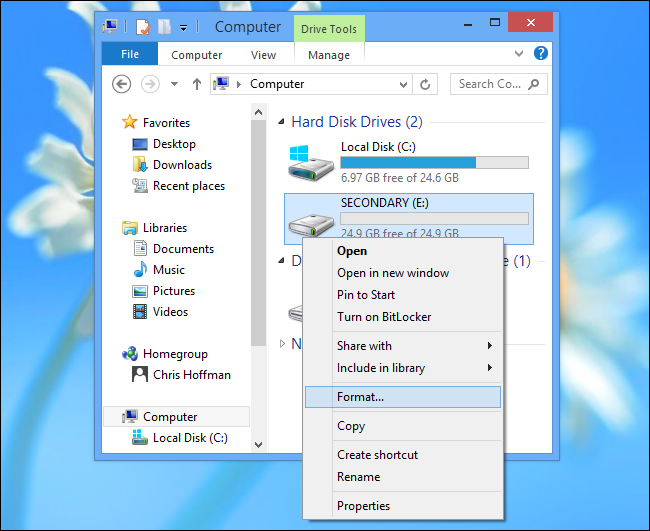 Computer
Drive Tools
File
Computer
View
Manage
Computer
Search Co...
Favorites
Desktop
Downloads
Recent places
Libraries
Documents
Music
Pictures
Videos
Homegroup
Chris Hoffman
Computer
Local Disk (C:)
Hard Disk Drives (2)
Local Disk (C:)
6.97 GB free of 24.6 GB
SECONDARY (E:)
24.9 GB free of 24.9 GB
D
e (1)
N
Open
Open in new window
Pin to Start
Turn on BitLocker
Share with
Include in library
Format...
Copy
Create shortcut
Rename
Properties